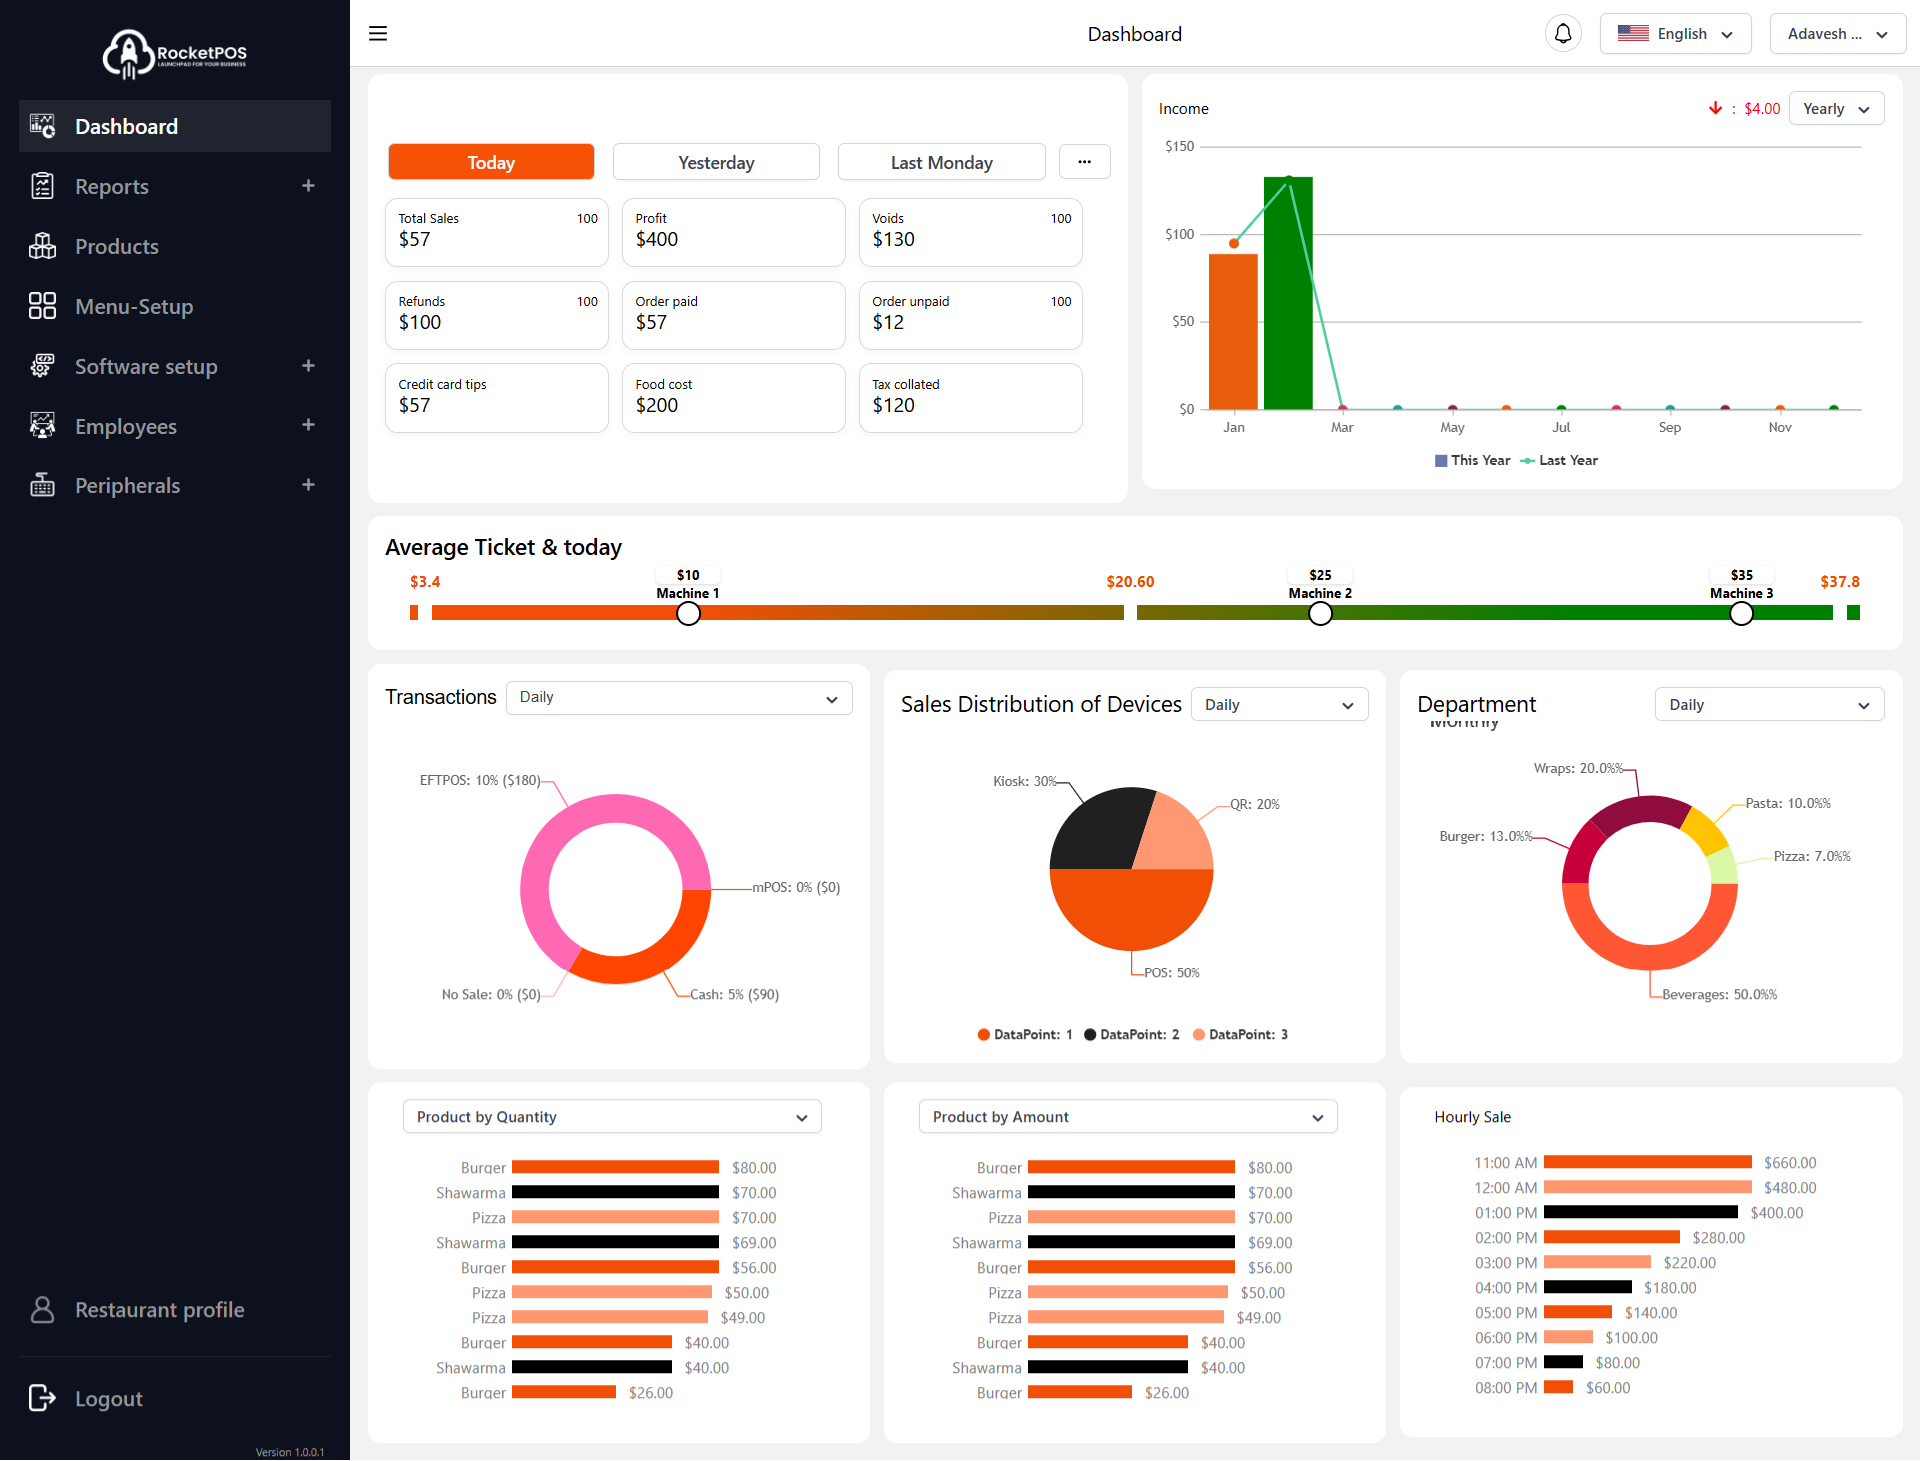 RocketPOS
LAUNCHPAD FOR YOUR BUSINESS
Dashboard
Reports +
Products
Menu-Setup
Software setup +
Employees +
Peripherals +
Restaurant profile
Logout
Version 1.0.0.1
Dashboard
English
Adavesh ...
Today Yesterday Last Monday ...
Total Sales 100
$57
Profit
$400
Voids 100
$130
Refunds 100
$100
Order paid
$57
Order unpaid 100
$12
Credit card tips
$57
Food cost
$200
Tax collated
$120
Income : $4.00 Yearly
$150
$100
$50
$0
Jan Mar May Jul Sep Nov
This Year Last Year
Average Ticket & today
$3.4 $20.60 $37.8
$10
Machine 1
$25
Machine 2
$35
Machine 3
Transactions Daily
EFTPOS: 10% ($180)
mPOS: 0% ($0)
No Sale: 0% ($0)
Cash: 5% ($90)
Sales Distribution of Devices Daily
Kiosk: 30%
QR: 20%
POS: 50%
DataPoint: 1 DataPoint: 2 DataPoint: 3
Department Daily
Monthly
Wraps: 20.0%%
Pasta: 10.0%%
Burger: 13.0%%
Pizza: 7.0%%
Beverages: 50.0%%
Product by Quantity
Burger $80.00
Shawarma $70.00
Pizza $70.00
Shawarma $69.00
Burger $56.00
Pizza $50.00
Pizza $49.00
Burger $40.00
Shawarma $40.00
Burger $26.00
Product by Amount
Burger $80.00
Shawarma $70.00
Pizza $70.00
Shawarma $69.00
Burger $56.00
Pizza $50.00
Pizza $49.00
Burger $40.00
Shawarma $40.00
Burger $26.00
Hourly Sale
11:00 AM $660.00
12:00 AM $480.00
01:00 PM $400.00
02:00 PM $280.00
03:00 PM $220.00
04:00 PM $180.00
05:00 PM $140.00
06:00 PM $100.00
07:00 PM $80.00
08:00 PM $60.00